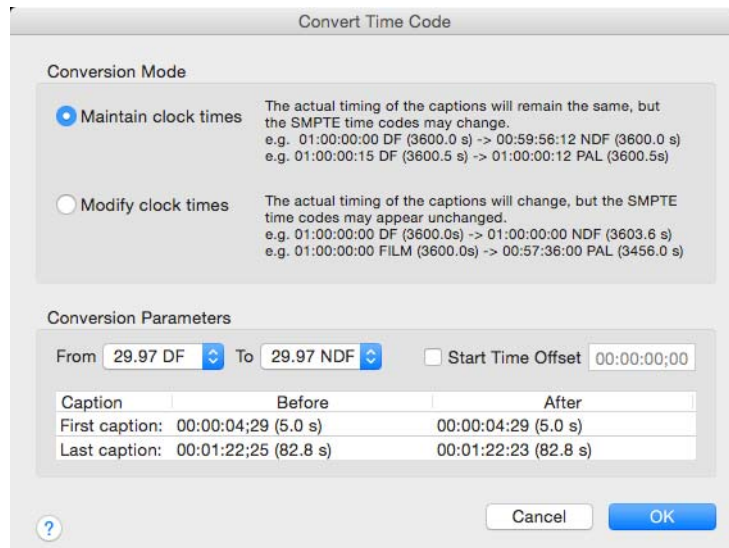 Convert Time Code
Conversion Mode
Maintain clock times
The actual timing of the captions will remain the same, but
the SMPTE time codes may change.
e.g. 01:00:00:00 DF (3600.0 s) -> 00:59:56:12 NDF (3600.0 s)
e.g. 01:00:00:15 DF (3600.5 s) -> 01:00:00:12 PAL (3600.5s)
Modify clock times
The actual timing of the captions will change, but the SMPTE
time codes may appear unchanged.
e.g. 01:00:00:00 DF (3600.0s) -> 01:00:00:00 NDF (3603.6 s)
e.g. 01:00:00:00 FILM (3600.0s) -> 00:57:36:00 PAL (3456.0 s)
Conversion Parameters
From 29.97 DF To 29.97 NDF Start Time Offset 00:00:00;00
Caption Before After
First caption: 00:00:04;29 (5.0 s) 00:00:04:29 (5.0 s)
Last caption: 00:01:22;25 (82.8 s) 00:01:22:23 (82.8 s)
? Cancel OK